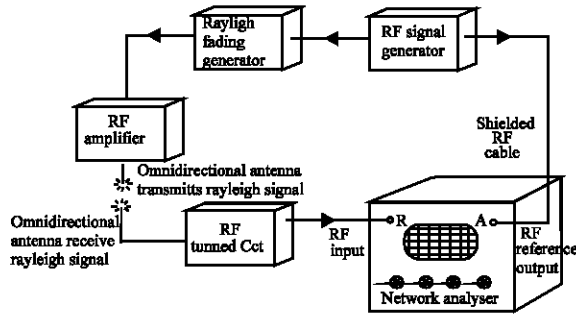 Rayligh
fading
generator
RF signal
generator
RF
amplifier
Shielded
RF
cable
Omnidirectional antenna
transmitts rayleigh signal
Omnidirectional
antenna receive
rayleigh signal
RF
tunned Cct
RF
input
R
A
RF
reference
output
Network analyser